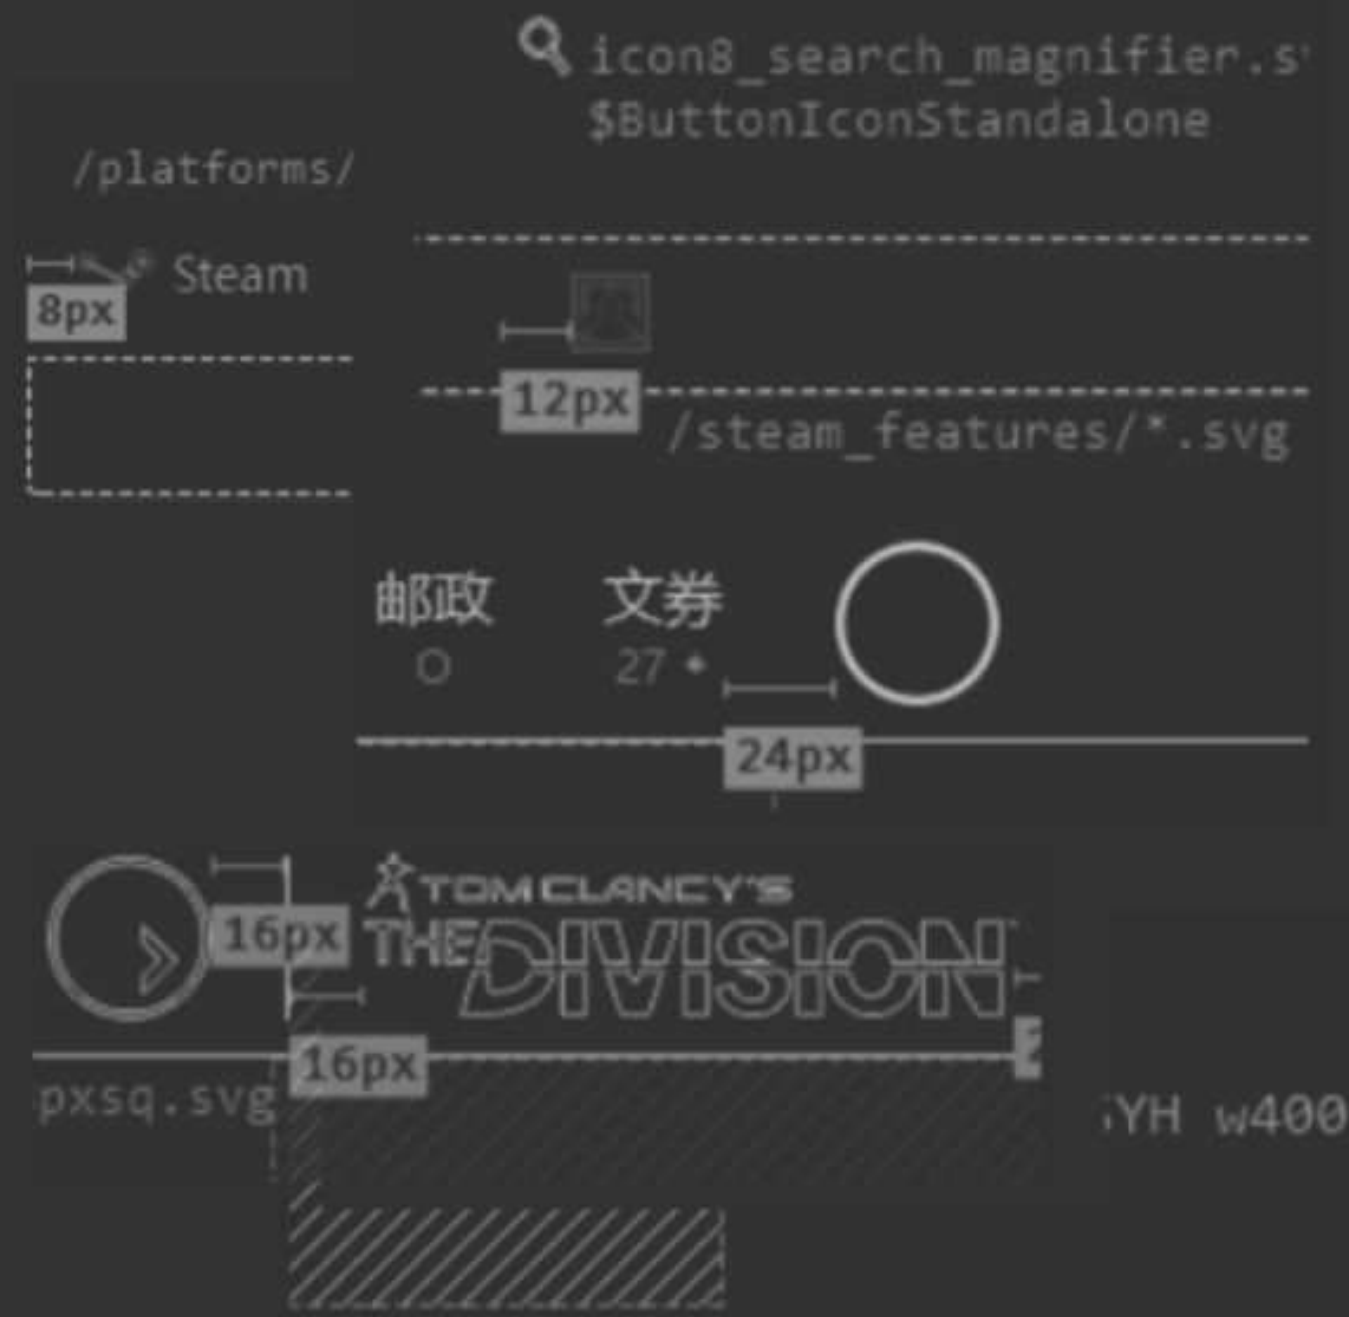 icon8_search_magnifier.s
$ButtonIconStandalone
/platforms/
Steam
8px
12px
/steam_features/*.svg
邮政
文券
27
24px
16px
TOM CLANCY'S
THE DIVISION
16px
pxsq.svg
YH w400